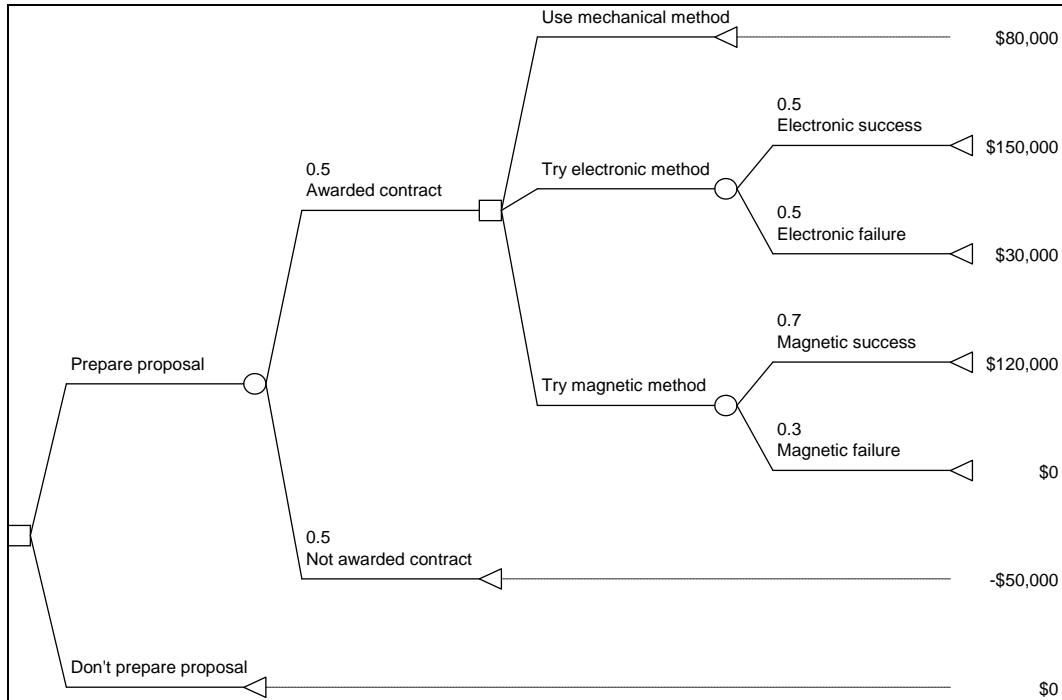 Use mechanical method
$80,000
0.5
Electronic success
$150,000
0.5
Awarded contract
Try electronic method
0.5
Electronic failure
$30,000
0.7
Magnetic success
$120,000
Prepare proposal
Try magnetic method
0.3
Magnetic failure
$0
0.5
Not awarded contract
-$50,000
Don't prepare proposal
$0